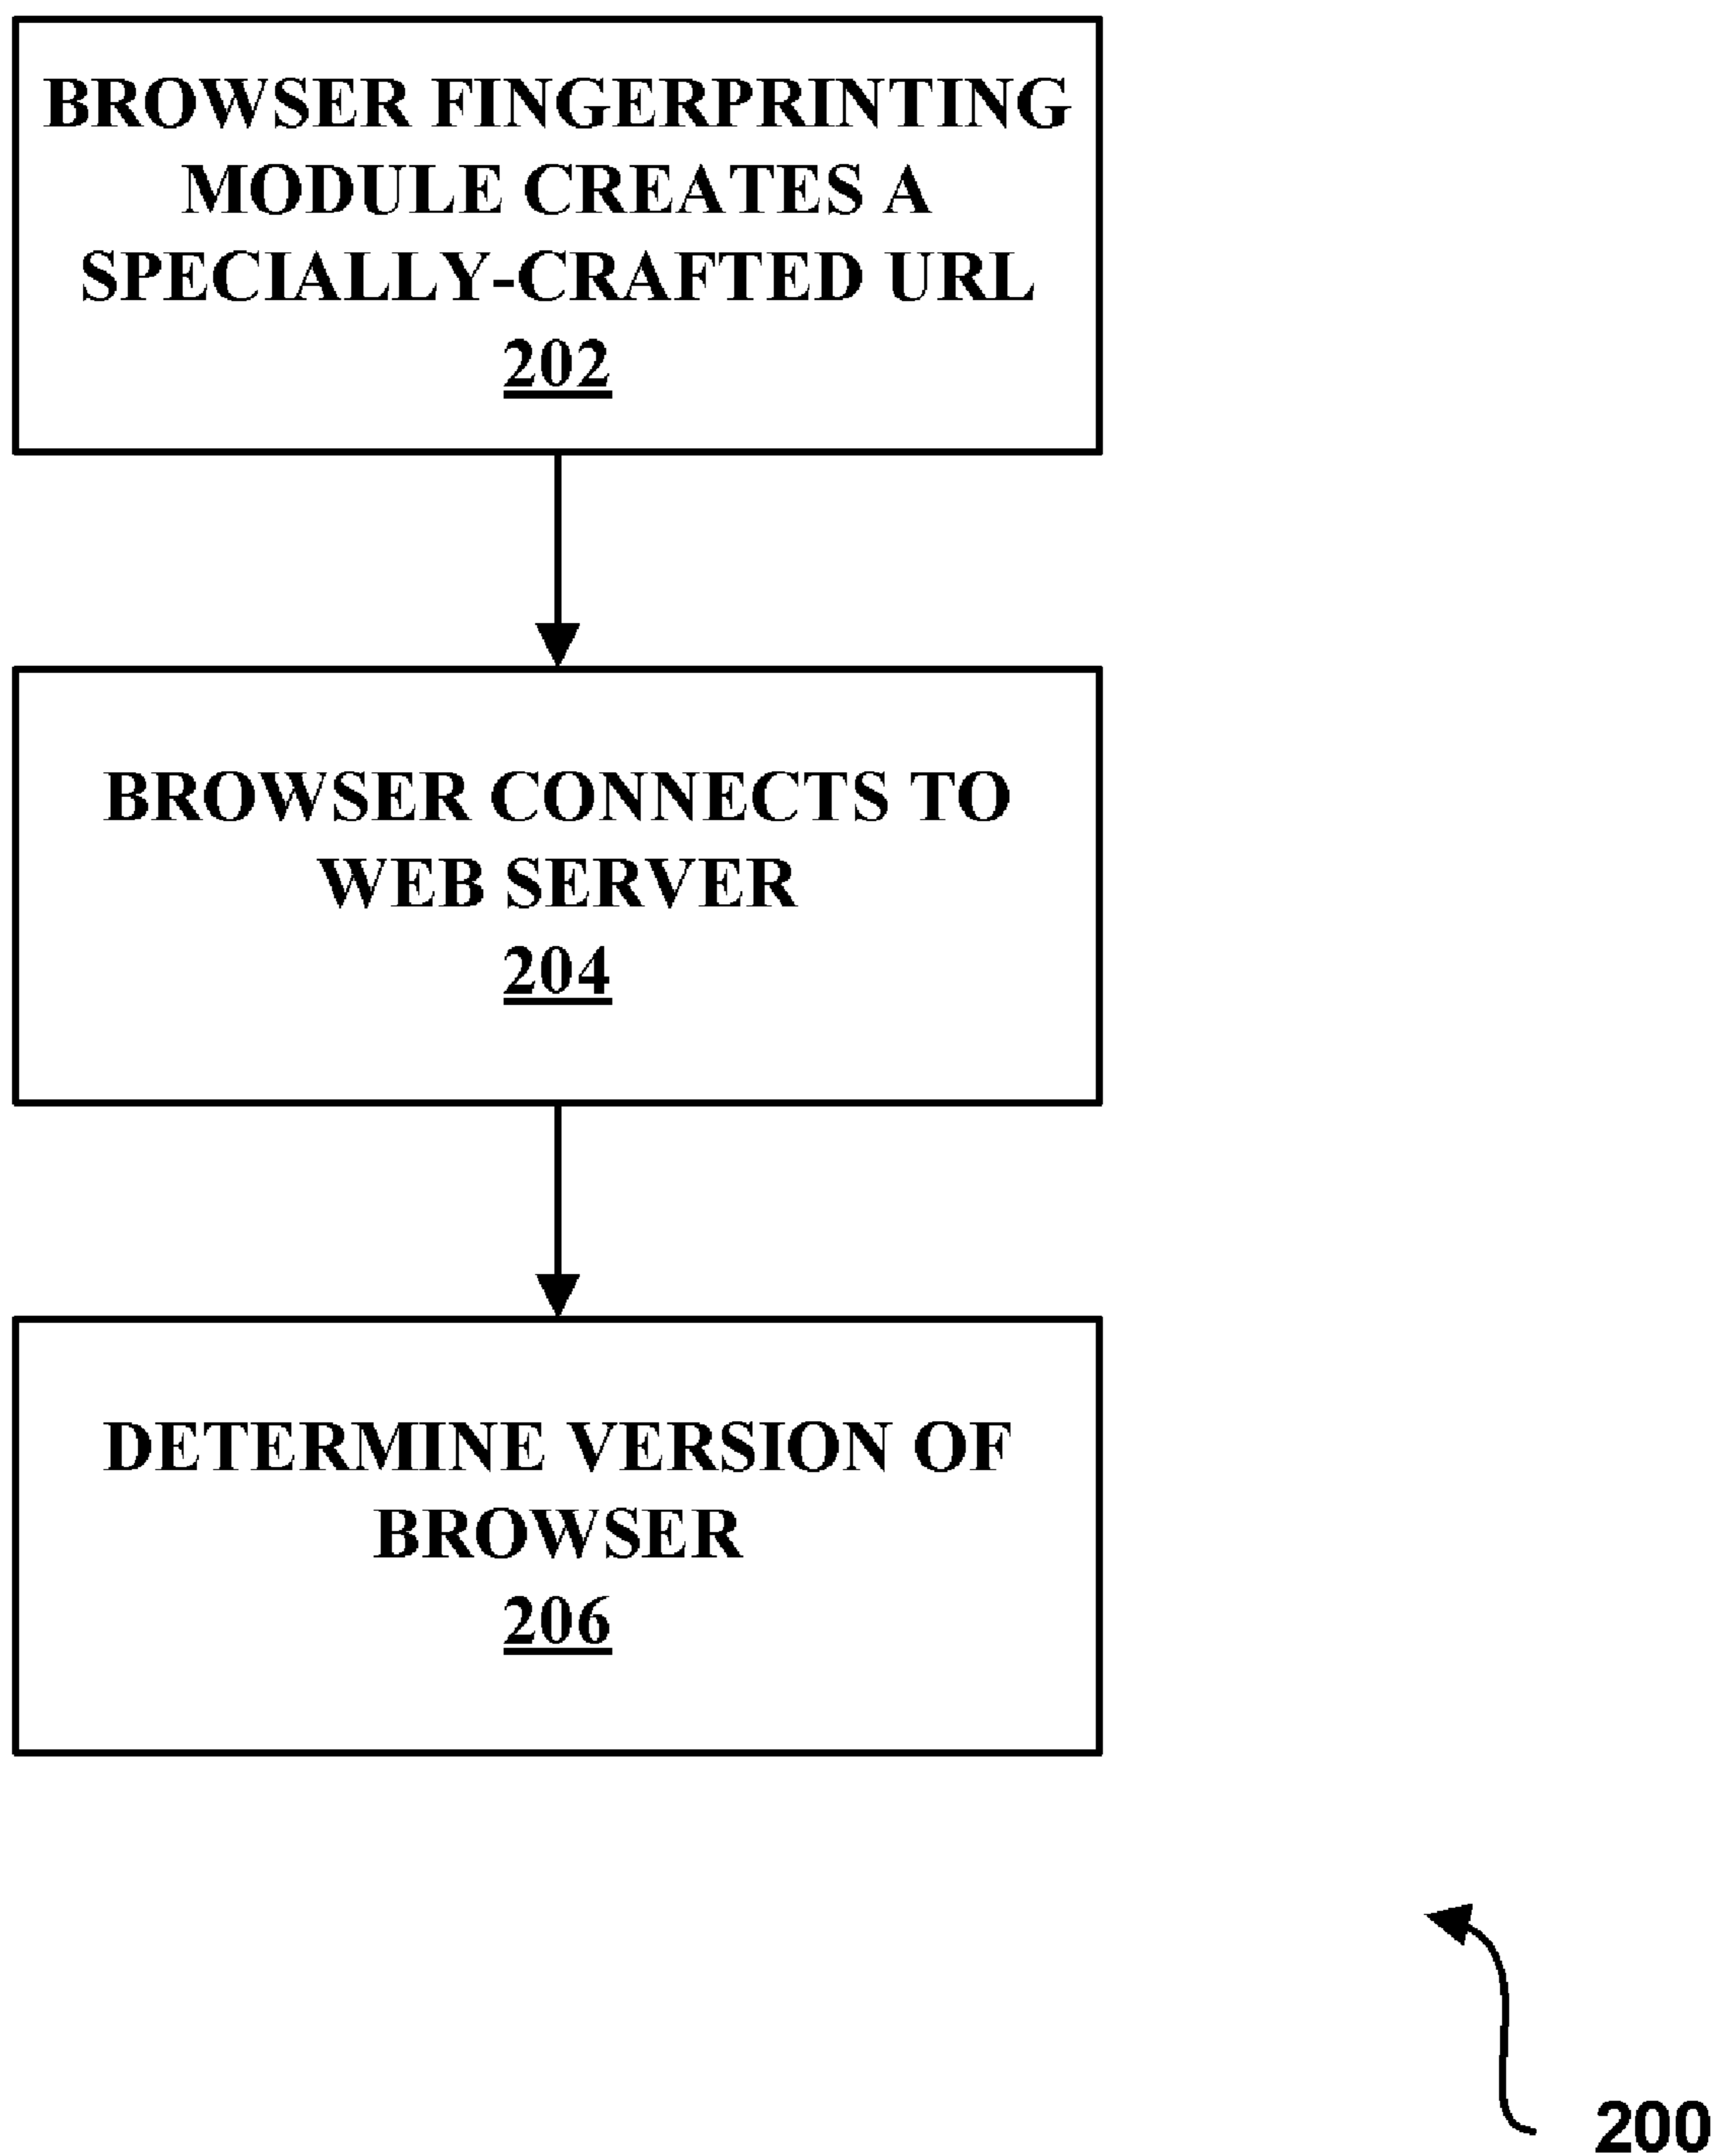 BROWSER FINGERPRINTING
MODULE CREATES A
SPECIALLY-CRAFTED URL
202
BROWSER CONNECTS TO
WEB SERVER
204
DETERMINE VERSION OF
BROWSER
206
200